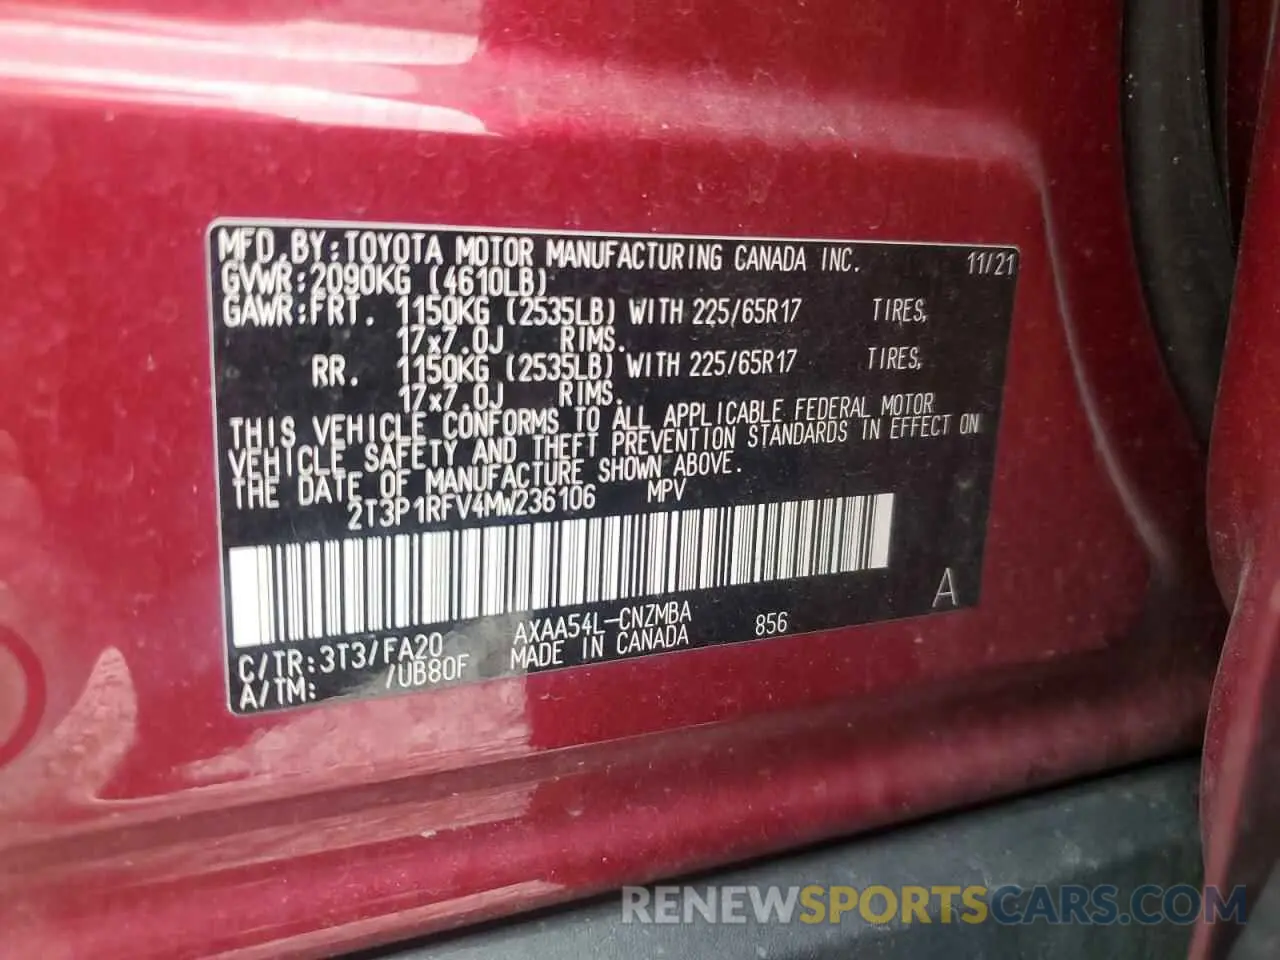 MFD.BY:TOYOTA MOTOR MANUFACTURING CANADA INC. 11/21
GVWR:2090KG (4610LB)
GAWR:FRT. 1150KG (2535LB) WITH 225/65R17 TIRES,
17x7.0J RIMS.
RR. 1150KG (2535LB) WITH 225/65R17 TIRES,
17x7.0J RIMS.
THIS VEHICLE CONFORMS TO ALL APPLICABLE FEDERAL MOTOR
VEHICLE SAFETY AND THEFT PREVENTION STANDARDS IN EFFECT ON
THE DATE OF MANUFACTURE SHOWN ABOVE.
2T3P1RFV4MW236106 MPV
A
C/TR:3T3/FA20 AXAA54L-CNZMBA 856
A/TM: /UB80F MADE IN CANADA
RENEWSPORTSCARS.COM